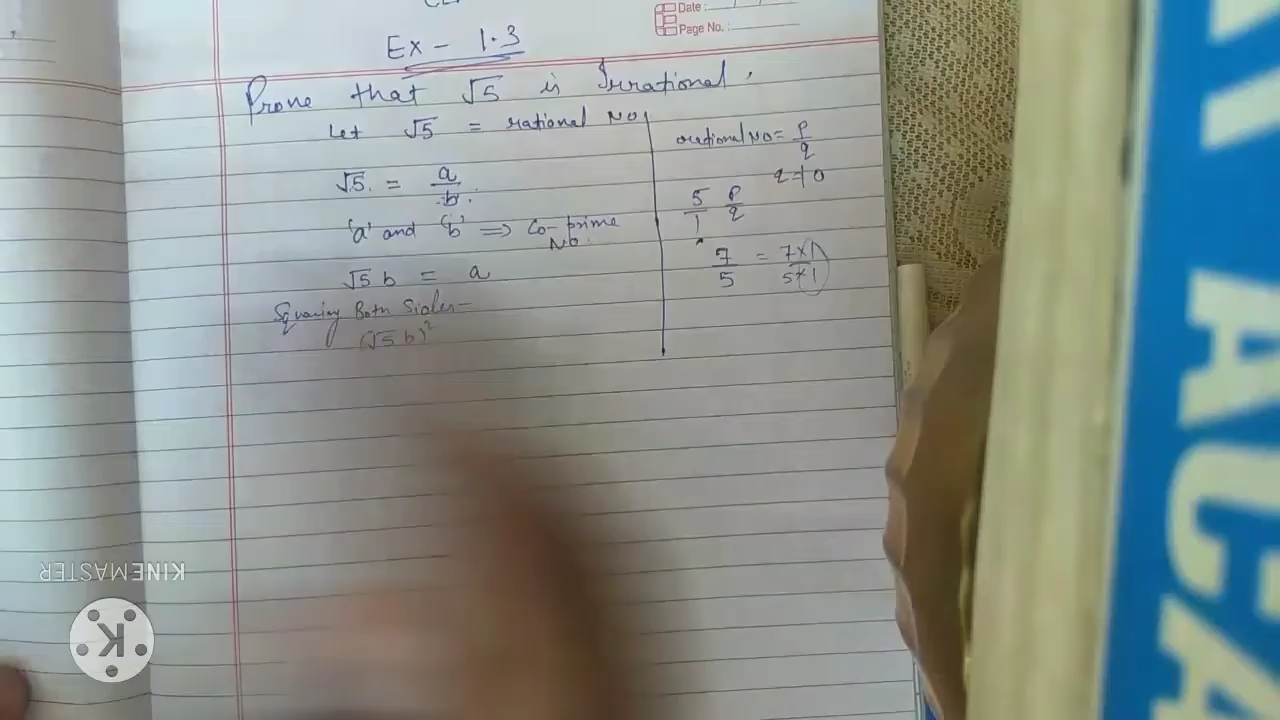 Date :
Page No. :
Ex - 1.3
Prove that √5 is Irrational.
Let √5 = rational No.
√5 = a/b
'a' and 'b' ⇒ Co-prime No.
√5 b = a
Squaring Both Sides -
(√5 b)²
rational No = p/q
q ≠ 0
5/1 p/q
7/5 = 7×1/5×1
KINEMASTER
K